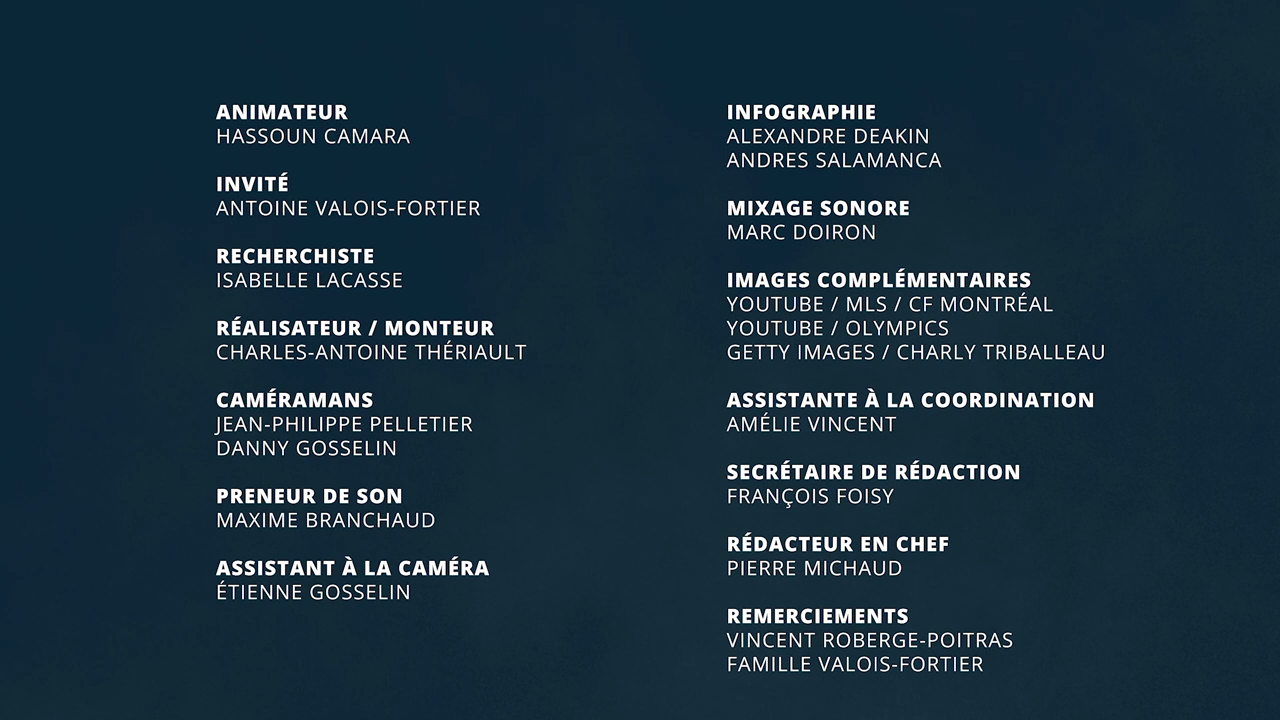 ANIMATEUR
HASSOUN CAMARA
INVITÉ
ANTOINE VALOIS-FORTIER
RECHERCHISTE
ISABELLE LACASSE
RÉALISATEUR / MONTEUR
CHARLES-ANTOINE THÉRIAULT
CAMÉRAMANS
JEAN-PHILIPPE PELLETIER
DANNY GOSSELIN
PRENEUR DE SON
MAXIME BRANCHAUD
ASSISTANT À LA CAMÉRA
ÉTIENNE GOSSELIN
INFOGRAPHIE
ALEXANDRE DEAKIN
ANDRES SALAMANCA
MIXAGE SONORE
MARC DOIRON
IMAGES COMPLÉMENTAIRES
YOUTUBE / MLS / CF MONTRÉAL
YOUTUBE / OLYMPICS
GETTY IMAGES / CHARLY TRIBALLEAU
ASSISTANTE À LA COORDINATION
AMÉLIE VINCENT
SECRÉTAIRE DE RÉDACTION
FRANÇOIS FOISY
RÉDACTEUR EN CHEF
PIERRE MICHAUD
REMERCIEMENTS
VINCENT ROBERGE-POITRAS
FAMILLE VALOIS-FORTIER